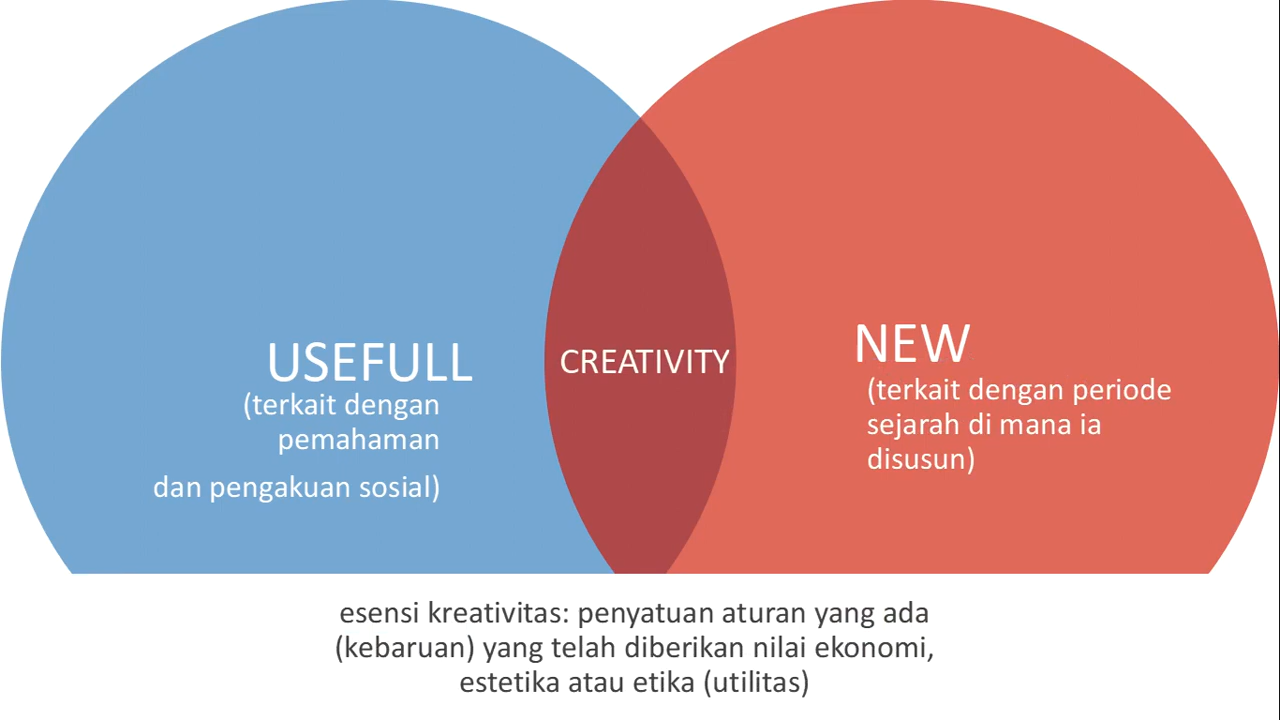 USEFULL
(terkait dengan
pemahaman
dan pengakuan sosial)
CREATIVITY
NEW
(terkait dengan periode
sejarah di mana ia
disusun)
esensi kreativitas: penyatuan aturan yang ada
(kebaruan) yang telah diberikan nilai ekonomi,
estetika atau etika (utilitas)